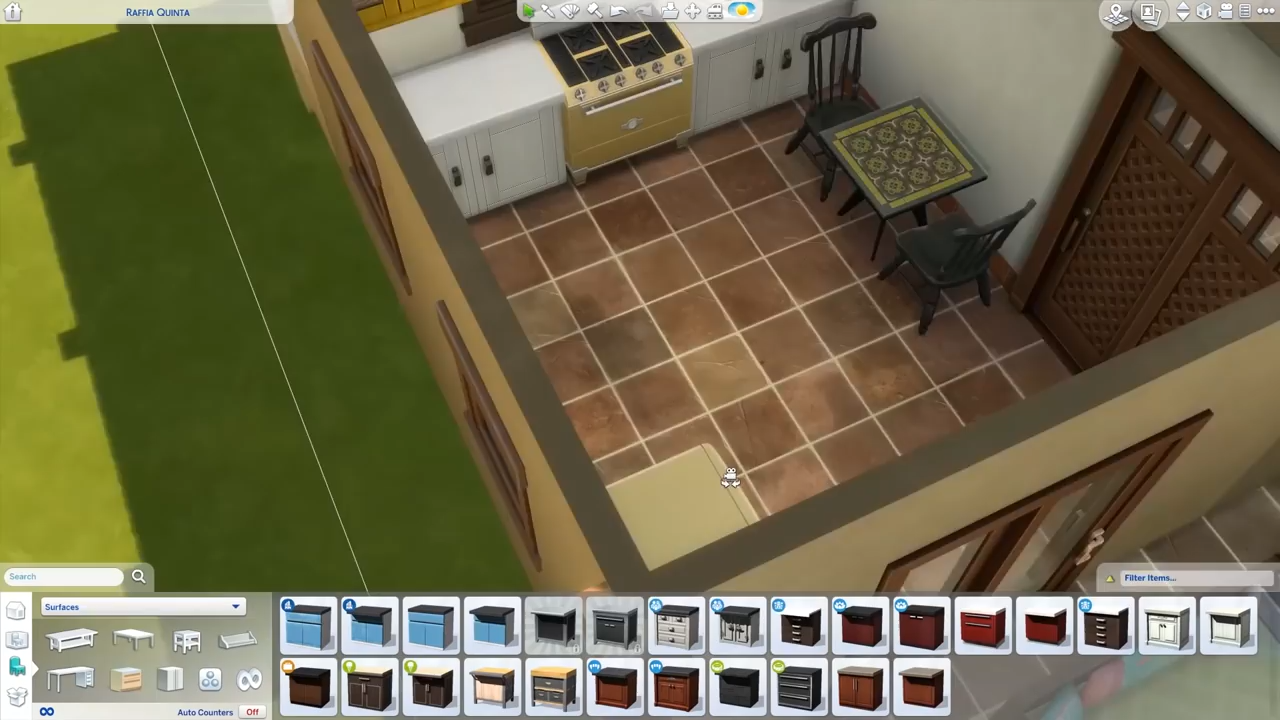 RAFFIA QUINTA
Search
Filter Items...
Surfaces
Auto Counters
Off